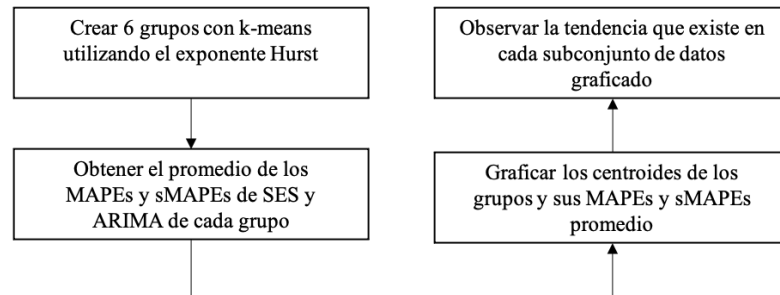 Crear 6 grupos con k-means
utilizando el exponente Hurst
Obtener el promedio de los
MAPEs y sMAPEs de SES y
ARIMA de cada grupo
Observar la tendencia que existe en
cada subconjunto de datos
graficado
Graficar los centroides de los
grupos y sus MAPEs y sMAPEs
promedio